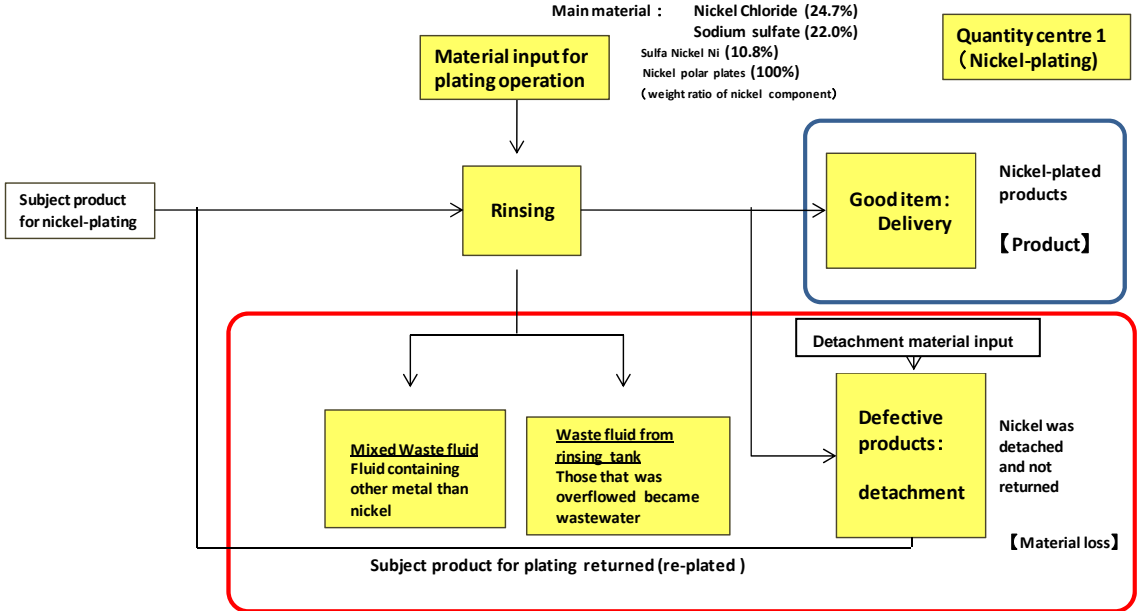 Main material : Nickel Chloride (24.7%)
Sodium sulfate (22.0%)
Sulfa Nickel Ni (10.8%)
Nickel polar plates (100%)
(weight ratio of nickel component)
Quantity centre 1
(Nickel-plating)
Material input for
plating operation
Subject product
for nickel-plating
Rinsing
Good item:
Delivery
Nickel-plated
products
【Product】
Detachment material input
Mixed Waste fluid
Fluid containing
other metal than
nickel
Waste fluid from
rinsing tank
Those that was
overflowed became
wastewater
Defective
products:
detachment
Nickel was
detached
and not
returned
【Material loss】
Subject product for plating returned (re-plated )